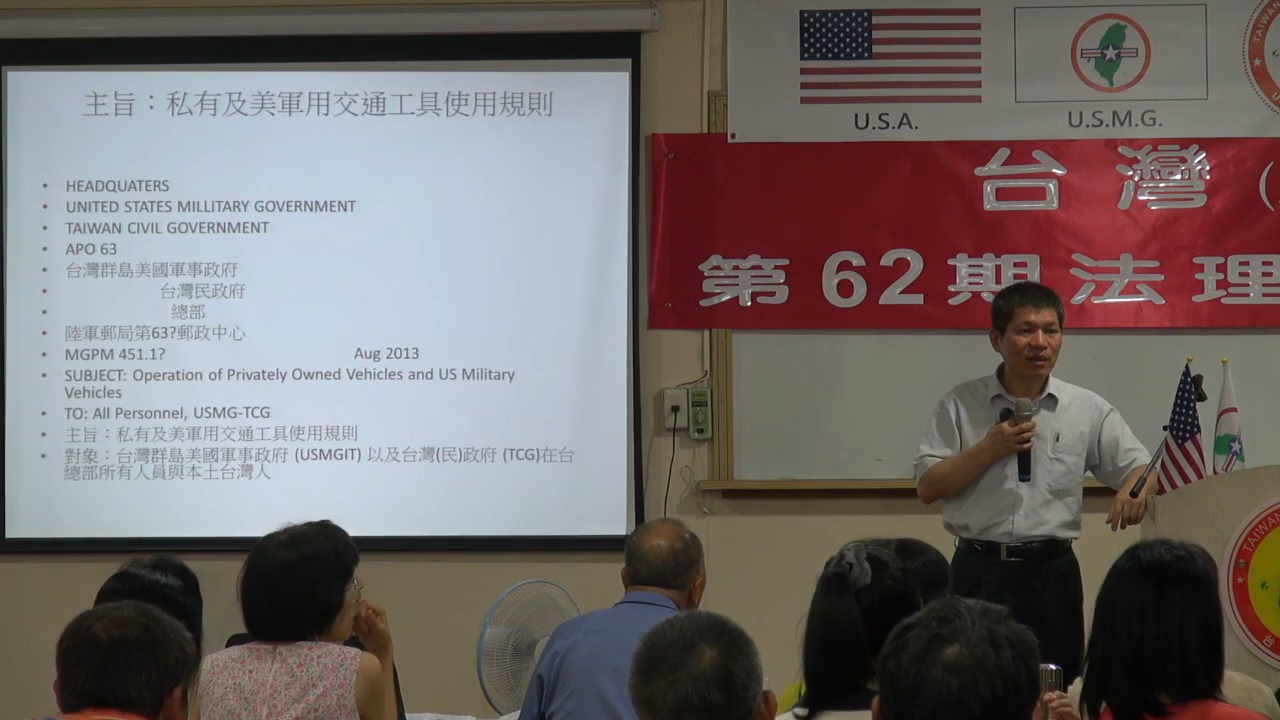 主旨：私有及美軍用交通工具使用規則
• HEADQUATERS
• UNITED STATES MILLITARY GOVERNMENT
• TAIWAN CIVIL GOVERNMENT
• APO 63
• 台灣群島美國軍事政府
• 台灣民政府
• 總部
• 陸軍郵局第63?郵政中心
• MGPM 451.1? Aug 2013
• SUBJECT: Operation of Privately Owned Vehicles and US Military
Vehicles
• TO: All Personnel, USMG-TCG
• 主旨：私有及美軍用交通工具使用規則
• 對象：台灣群島美國軍事政府 (USMGIT) 以及台灣(民)政府 (TCG)在台
總部所有人員與本土台灣人
U.S.A.
U.S.M.G.
TAIWAN
台灣(
第62期法理
TAIWAN
台